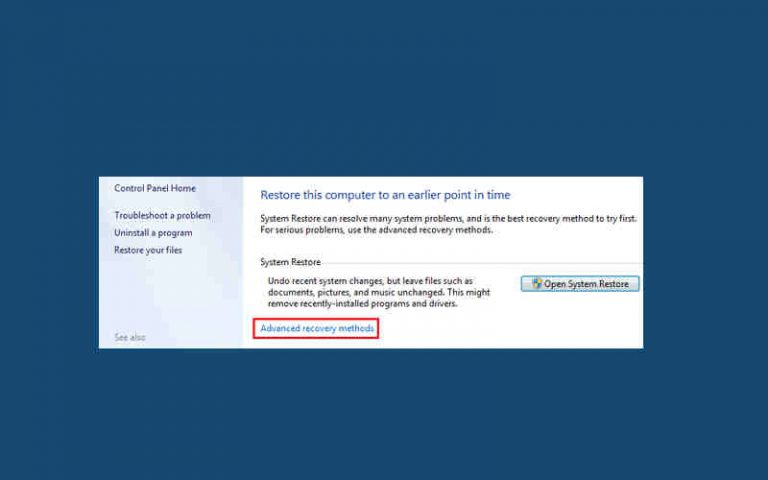 Control Panel Home
Troubleshoot a problem
Uninstall a program
Restore your files
See also
Restore this computer to an earlier point in time
System Restore can resolve many system problems, and is the best recovery method to try first.
For serious problems, use the advanced recovery methods.
System Restore
Undo recent system changes, but leave files such as
documents, pictures, and music unchanged. This might
remove recently-installed programs and drivers.
Open System Restore
Advanced recovery methods